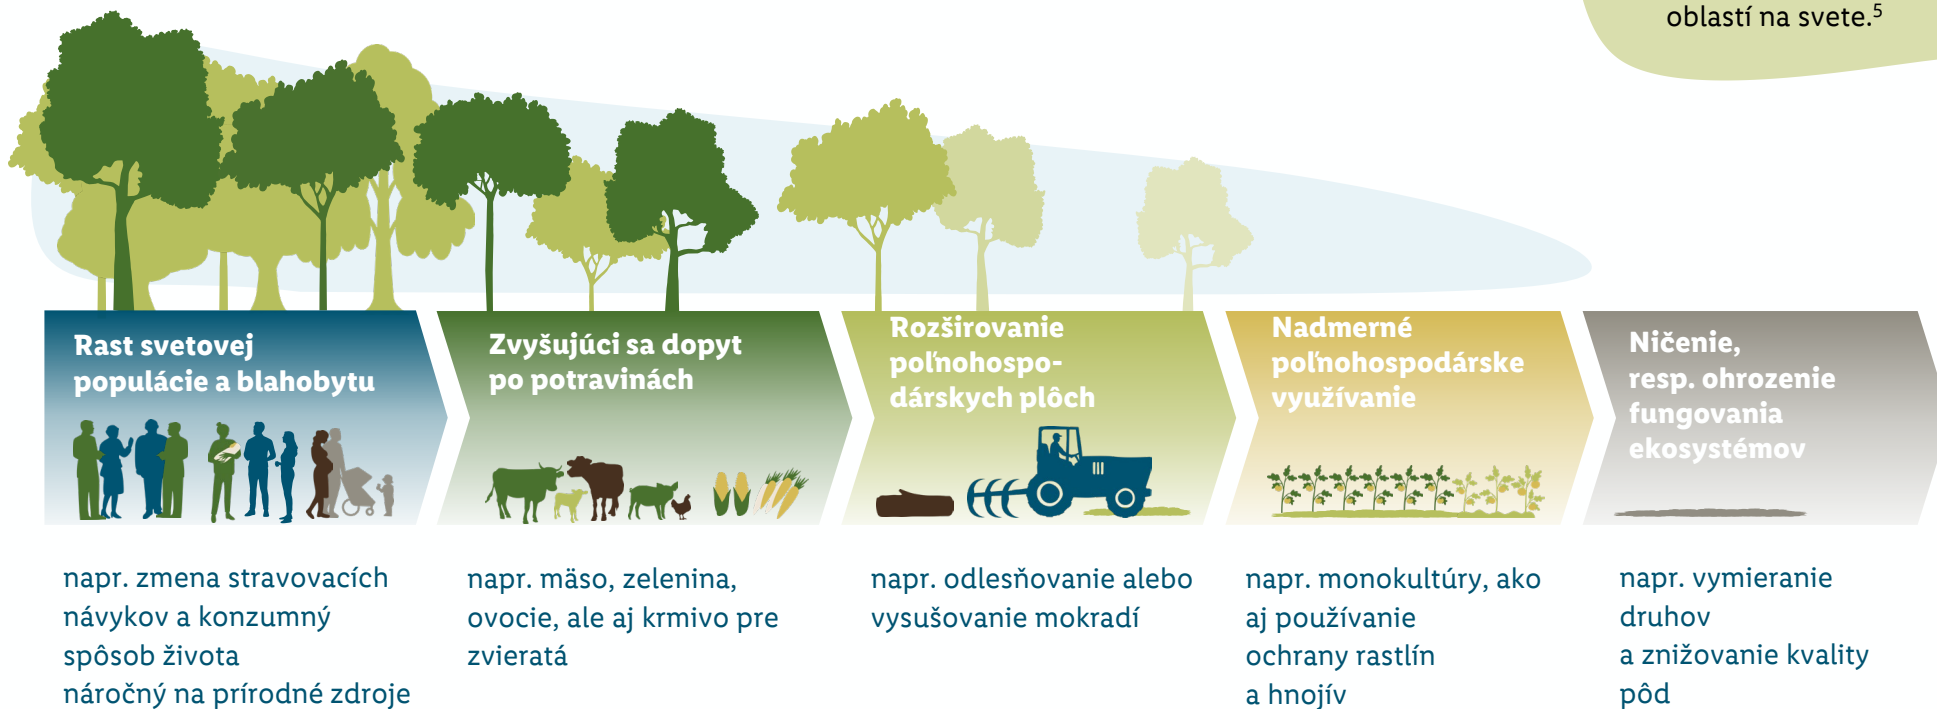 oblastí na svete.5
Rast svetovej
populácie a blahobytu
Zvyšujúci sa dopyt
po potravinách
Rozširovanie
poľnohospo-
dárskych plôch
Nadmerné
poľnohospodárske
využívanie
Ničenie,
resp. ohrozenie
fungovania
ekosystémov
napr. zmena stravovacích
návykov a konzumný
spôsob života
náročný na prírodné zdroje
napr. mäso, zelenina,
ovocie, ale aj krmivo pre
zvieratá
napr. odlesňovanie alebo
vysušovanie mokradí
napr. monokultúry, ako
aj používanie
ochrany rastlín
a hnojív
napr. vymieranie
druhov
a znižovanie kvality
pôd